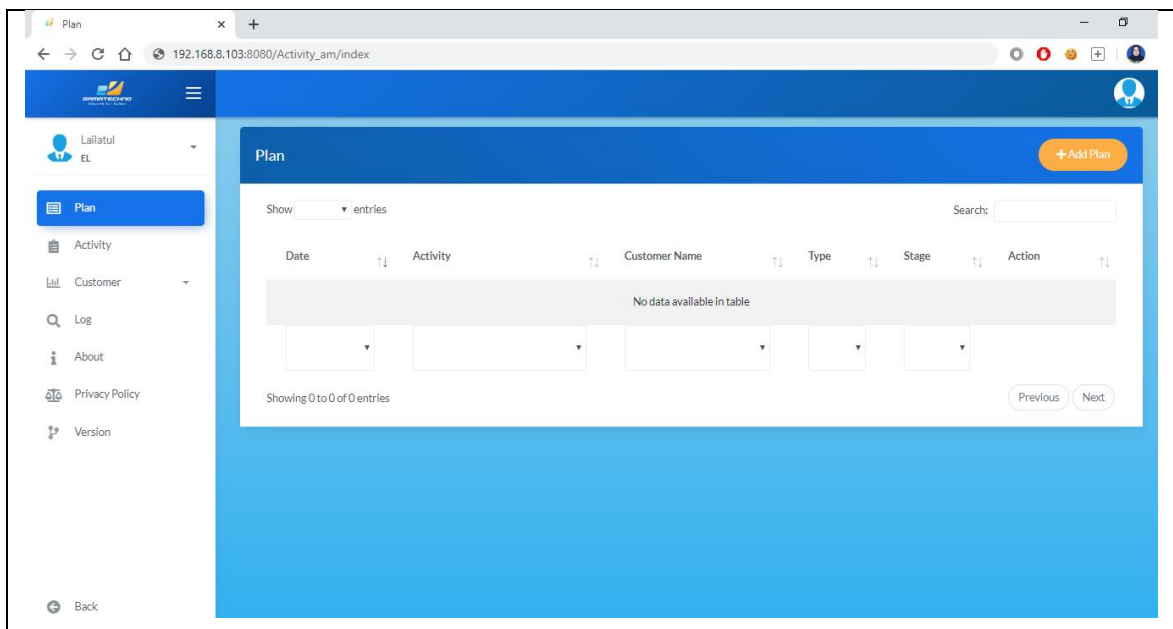 Plan
192.168.8.103:8080/Activity_am/index
GAMATECHNO
Lailatul
EL
Plan
+ Add Plan
Plan
Show entries
Search:
Activity
Date Activity Customer Name Type Stage Action
Customer
No data available in table
Log
About
Privacy Policy
Showing 0 to 0 of 0 entries
Previous Next
Version
Back